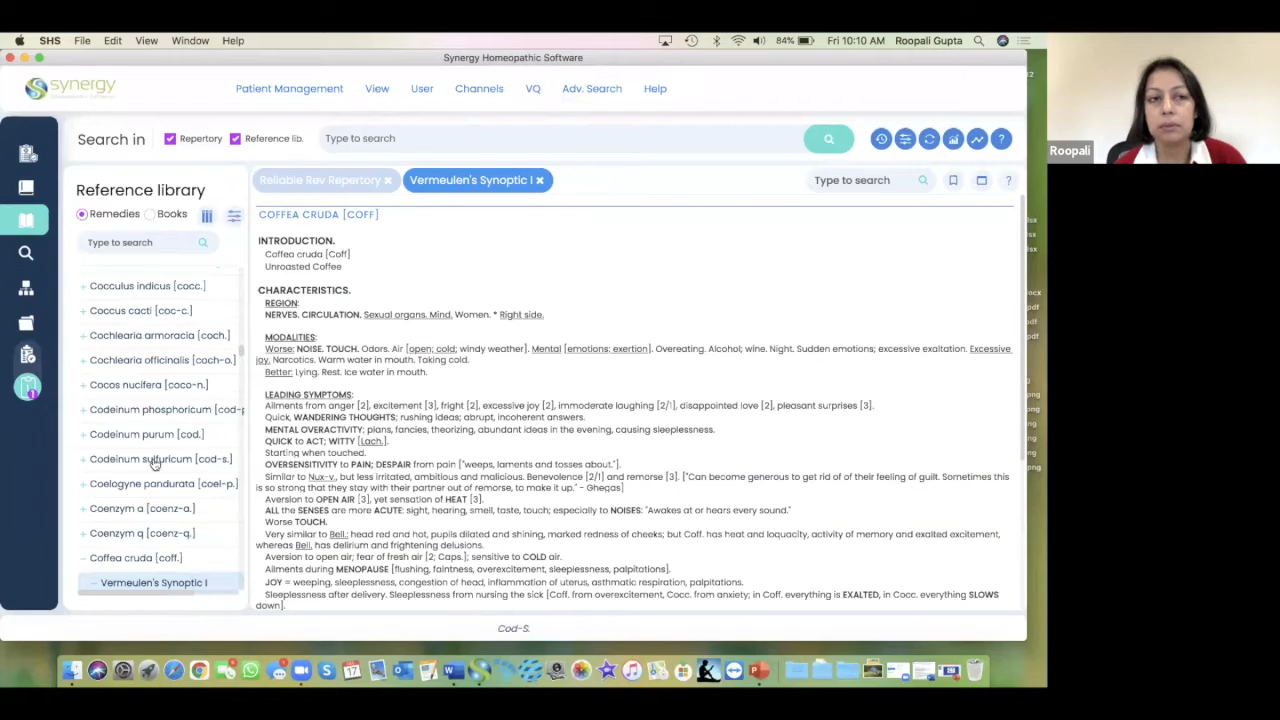 SHS File Edit View Window Help
84% Fri 10:10 AM Roopali Gupta
Synergy Homeopathic Software
synergy
Patient Management View User Channels VQ Adv. Search Help
Search in Repertory Reference lib. Type to search ?
Reference library
Remedies Books
Type to search
Cocculus indicus [cocc.]
Coccus cacti [coc-c.]
Cochlearia armoracia [coch.]
Cochlearia officinalis [coch-o.]
Cocos nucifera [coco-n.]
Codeinum phosphoricum [cod-p
Codeinum purum [cod.]
Codeinum sulfuricum [cod-s.]
Coelogyne pandurata [coel-p.]
Coenzym a [coenz-a.]
Coenzym q [coenz-q.]
Coffea cruda [coff.]
Vermeulen's Synoptic I
Reliable Rev Repertory × Vermeulen's Synoptic I × Type to search ?
COFFEA CRUDA [COFF]
INTRODUCTION.
Coffea cruda [Coff]
Unroasted Coffee
CHARACTERISTICS.
REGION:
NERVES. CIRCULATION. Sexual organs. Mind. Women. * Right side.
MODALITIES:
Worse: NOISE. TOUCH. Odors. Air [open; cold; windy weather]. Mental [emotions; exertion]. Overeating. Alcohol; wine. Night. Sudden emotions; excessive exaltation. Excessive
joy. Narcotics. Warm water in mouth. Taking cold.
Better: Lying. Rest. Ice water in mouth.
LEADING SYMPTOMS:
Ailments from anger [2], excitement [3], fright [2], excessive joy [2], immoderate laughing [2/1], disappointed love [2], pleasant surprises [3].
Quick, WANDERING THOUGHTS; rushing ideas; abrupt, incoherent answers.
MENTAL OVERACTIVITY; plans, fancies, theorizing, abundant ideas in the evening, causing sleeplessness.
QUICK to ACT; WITTY [Lach.].
Starting when touched.
OVERSENSITIVITY to PAIN; DESPAIR from pain ["weeps, laments and tosses about."].
Similar to Nux-v., but less irritated, ambitious and malicious. Benevolence [2/1] and remorse [3]. ["Can become generous to get rid of of their feeling of guilt. Sometimes this
is so strong that they stay with their partner out of remorse, to make it up." - Ghegas]
Aversion to OPEN AIR [3], yet sensation of HEAT [3].
ALL the SENSES are more ACUTE: sight, hearing, smell, taste, touch; especially to NOISES: "Awakes at or hears every sound."
Worse TOUCH.
Very similar to Bell.: head red and hot, pupils dilated and shining, marked redness of cheeks; but Coff. has heat and loquacity, activity of memory and exalted excitement,
whereas Bell. has delirium and frightening delusions.
Aversion to open air; fear of fresh air [2; Caps.]; sensitive to COLD air.
Ailments during MENOPAUSE [flushing, faintness, overexcitement, sleeplessness, palpitations].
JOY = weeping, sleeplessness, congestion of head, inflammation of uterus, asthmatic respiration, palpitations.
Sleeplessness after delivery. Sleeplessness from nursing the sick [Coff. from overexcitement, Cocc. from anxiety; in Coff. everything is EXALTED, in Cocc. everything SLOWS
down].
Cod-S.
Roopali
12
lsx
sx
sx
ocx
pdf
pdf
pdf
png
png
png
png
17